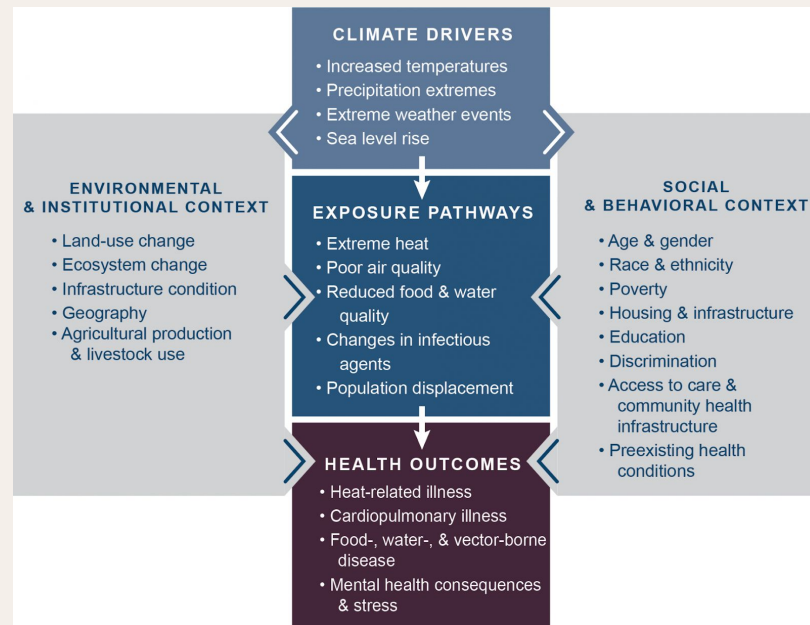 CLIMATE DRIVERS
• Increased temperatures
• Precipitation extremes
• Extreme weather events
• Sea level rise
ENVIRONMENTAL
& INSTITUTIONAL CONTEXT
• Land-use change
• Ecosystem change
• Infrastructure condition
• Geography
• Agricultural production
& livestock use
EXPOSURE PATHWAYS
• Extreme heat
• Poor air quality
• Reduced food & water
quality
• Changes in infectious
agents
• Population displacement
SOCIAL
& BEHAVIORAL CONTEXT
• Age & gender
• Race & ethnicity
• Poverty
• Housing & infrastructure
• Education
• Discrimination
• Access to care &
community health
infrastructure
• Preexisting health
conditions
HEALTH OUTCOMES
• Heat-related illness
• Cardiopulmonary illness
• Food-, water-, & vector-borne
disease
• Mental health consequences
& stress